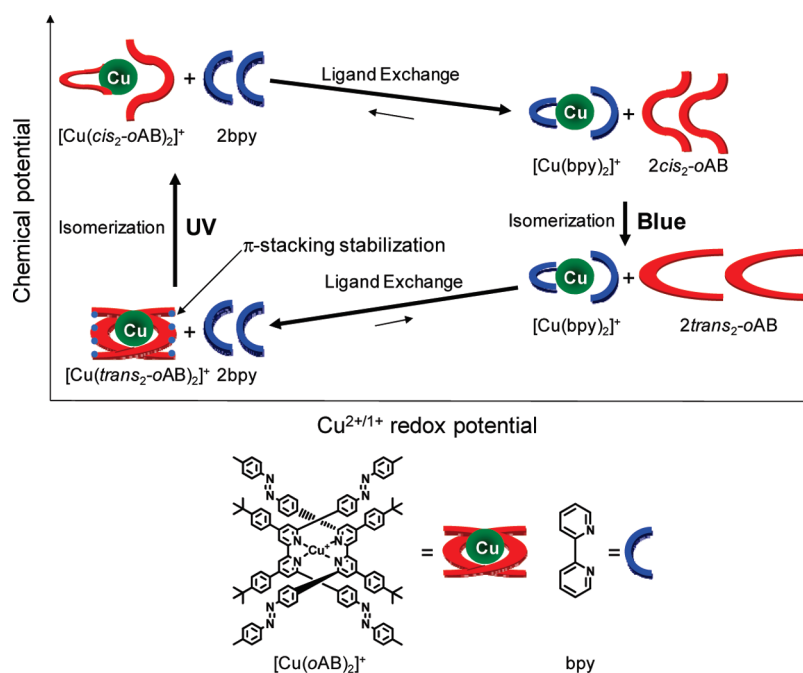 Chemical potential
Cu
+
[Cu(cis₂-oAB)₂]⁺ 2bpy
Ligand Exchange
Cu
+
[Cu(bpy)₂]⁺ 2cis₂-oAB
Isomerization UV
π-stacking stabilization
Isomerization Blue
Ligand Exchange
Cu
+
[Cu(bpy)₂]⁺ 2trans₂-oAB
Cu
+
[Cu(trans₂-oAB)₂]⁺ 2bpy
Cu²⁺/¹⁺ redox potential
N N N N
N N
Cu⁺ = Cu
N N
N N N N
[Cu(oAB)₂]⁺
N
N
=
bpy